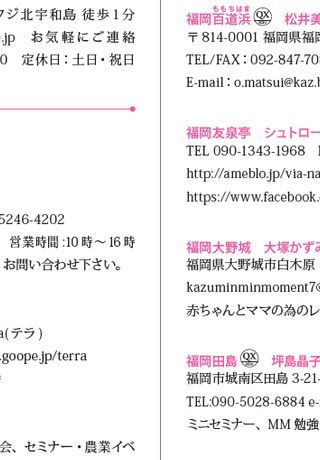 フジ北宇和島 徒歩1分
e.jp　お気軽にご連絡
0　定休日：土日・祝日
5246-4202
営業時間:10時〜16時
お問い合わせ下さい。
a(テラ)
.goope.jp/terra
会、セミナー・農業イベ
ももちはま
福岡百道浜 QX 松井美
〒814-0001 福岡県福岡
TEL/FAX：092-847-70
E-mail：o.matsui@kaz.b
福岡友泉亭　シュトロー
TEL 090-1343-1968
http://ameblo.jp/via-na
https://www.facebook.
福岡大野城　大塚かずみ
福岡県大野城市白木原
kazuminminmoment7@
赤ちゃんとママの為のレ
福岡田島 QX 坪島晶子
福岡市城南区田島 3-21-
TEL:090-5028-6884 e-
ミニセミナー、MM勉強